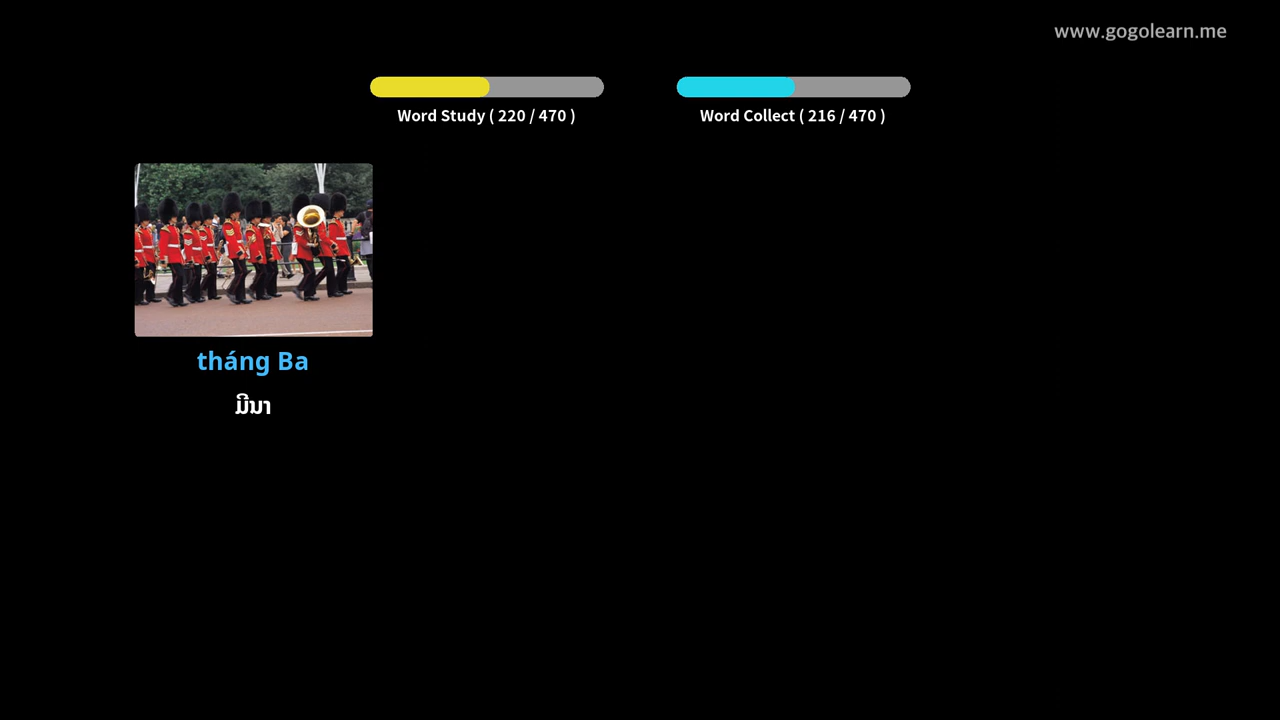 www.gogolearn.me
Word Study ( 220 / 470 )
Word Collect ( 216 / 470 )
tháng Ba
ມີນາ